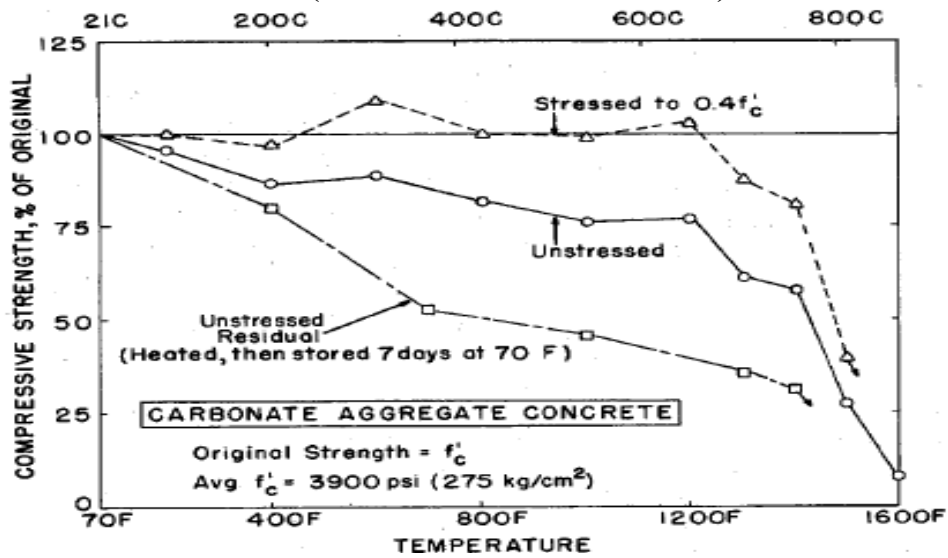 21C 200C 400C 600C 800C
125
100
75
50
25
0
COMPRESSIVE STRENGTH, % OF ORIGINAL
Stressed to 0.4f'c
Unstressed
Unstressed
Residual
(Heated, then stored 7 days at 70 F)
CARBONATE AGGREGATE CONCRETE
Original Strength = f'c
Avg f'c = 3900 psi (275 kg/cm²)
70F 400F 800F 1200F 1600F
TEMPERATURE